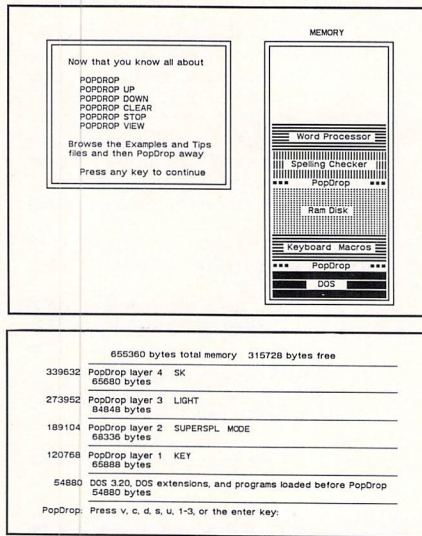 Now that you know all about
POPDROP
POPDROP UP
POPDROP DOWN
POPDROP CLEAR
POPDROP STOP
POPDROP VIEW
Browse the Examples and Tips
files and then PopDrop away
Press any key to continue
MEMORY
Word Processor
Spelling Checker
PopDrop
Ram Disk
Keyboard Macros
PopDrop
DOS
655360 bytes total memory 315728 bytes free
339632 PopDrop layer 4 SK
65680 bytes
273952 PopDrop layer 3 LIGHT
84848 bytes
189104 PopDrop layer 2 SUPERSPL MODE
68336 bytes
120768 PopDrop layer 1 KEY
65888 bytes
54880 DOS 3.20, DOS extensions, and programs loaded before PopDrop
54880 bytes
PopDrop: Press v, c, d, s, u, 1-3, or the enter key: